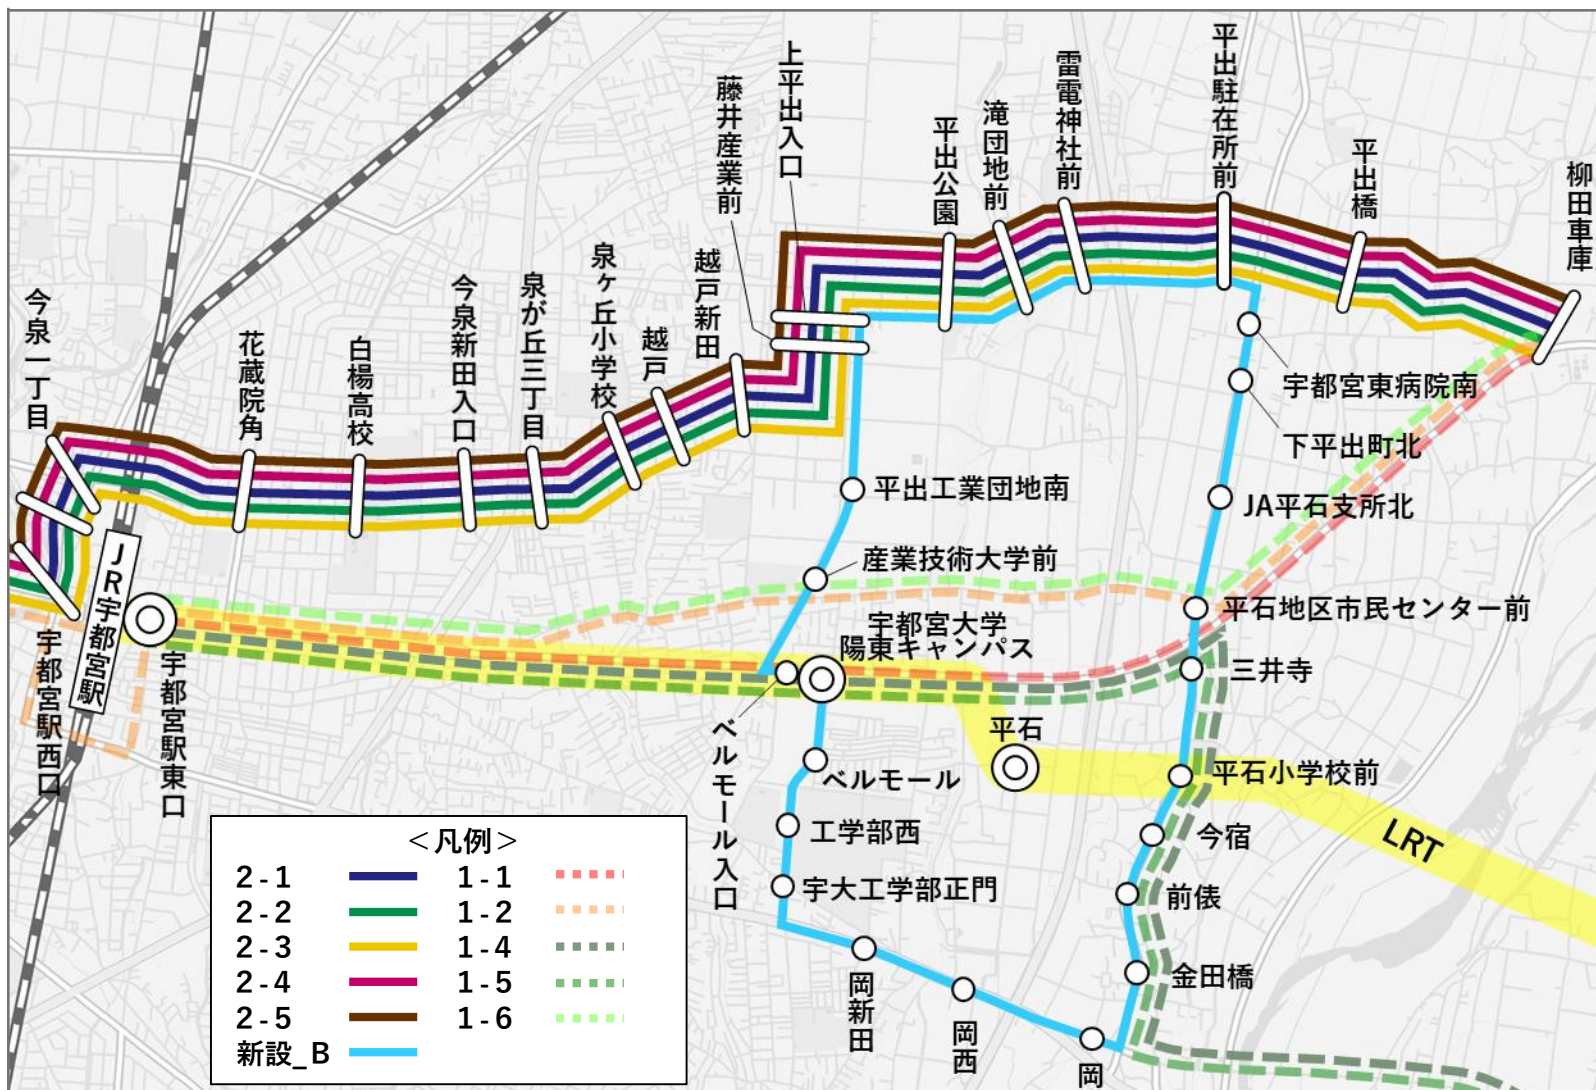 今泉一丁目
花蔵院角
白楊高校
今泉新田入口
泉が丘三丁目
泉ヶ丘小学校
越戸
越戸新田
藤井産業前
上平出入口
平出公園
滝団地前
雷電神社前
平出駐在所前
平出橋
柳田車庫
宇都宮東病院南
下平出町北
JA平石支所北
平石地区市民センター前
三井寺
平石小学校前
今宿
前俵
金田橋
岡
岡西
岡新田
宇大工学部正門
工学部西
ベルモール
ベルモール入口
宇都宮大学
陽東キャンパス
産業技術大学前
平出工業団地南
平石
LRT
JR宇都宮駅
宇都宮駅西口
宇都宮駅東口
＜凡例＞
2-1 1-1
2-2 1-2
2-3 1-4
2-4 1-5
2-5 1-6
新設_B